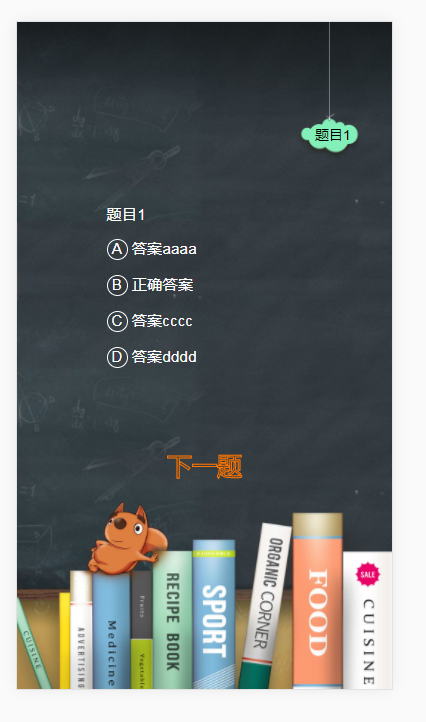 题目1
题目1
A 答案aaaa
B 正确答案
C 答案cccc
D 答案dddd
下一题
CUISINE
ADVERTISING
Medicine
Fruits
Vegetables
RECIPE BOOK
SPORT
ORGANIC CORNER
FOOD
SALE
CUISINE